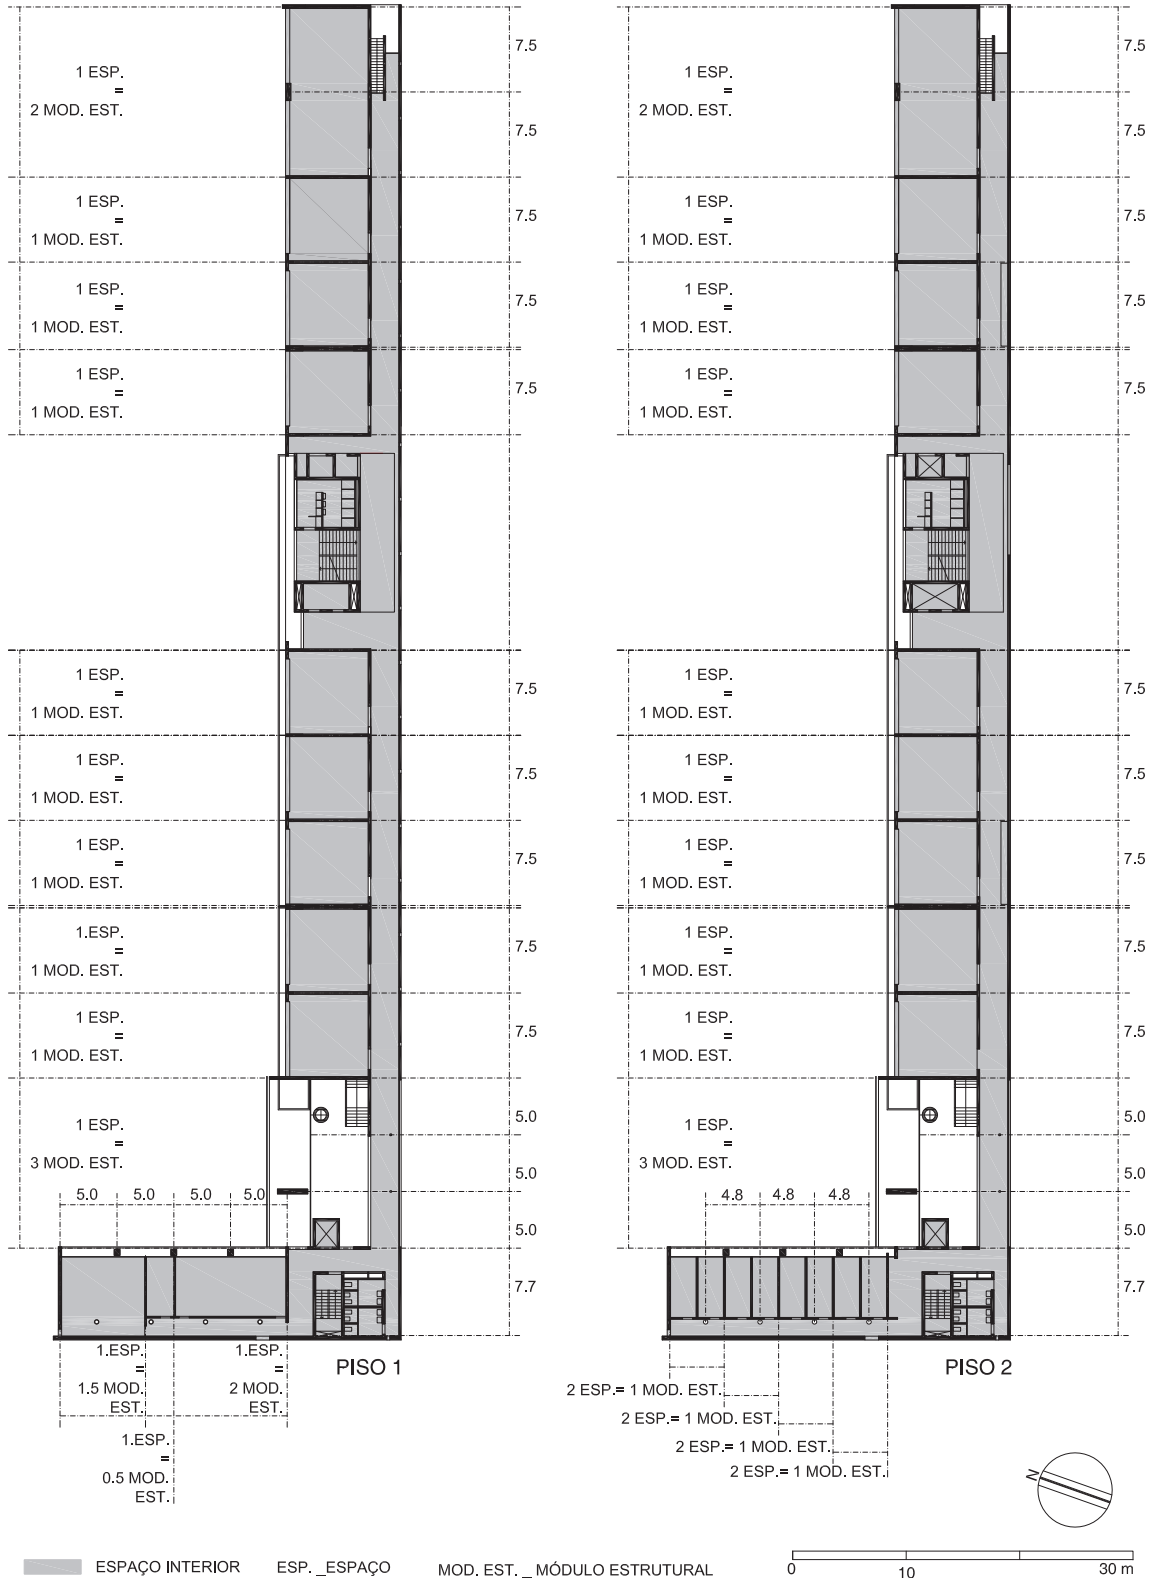 7.5
1 ESP.
=
2 MOD. EST.
7.5
1 ESP.
=
1 MOD. EST.
7.5
1 ESP.
=
1 MOD. EST.
7.5
1 ESP.
=
1 MOD. EST.
7.5
1 ESP.
=
1 MOD. EST.
7.5
1 ESP.
=
1 MOD. EST.
7.5
1 ESP.
=
1 MOD. EST.
7.5
1.ESP.
=
1 MOD. EST.
7.5
1 ESP.
=
1 MOD. EST.
7.5
1 ESP.
=
3 MOD. EST.
5.0
5.0
5.0
5.0 5.0 5.0 5.0
7.7
1.ESP.
=
1.5 MOD.
EST.
1.ESP.
=
2 MOD.
EST.
1.ESP.
=
0.5 MOD.
EST.
PISO 1
7.5
1 ESP.
=
2 MOD. EST.
7.5
1 ESP.
=
1 MOD. EST.
7.5
1 ESP.
=
1 MOD. EST.
7.5
1 ESP.
=
1 MOD. EST.
7.5
1 ESP.
=
1 MOD. EST.
7.5
1 ESP.
=
1 MOD. EST.
7.5
1 ESP.
=
1 MOD. EST.
7.5
1 ESP.
=
1 MOD. EST.
7.5
1 ESP.
=
1 MOD. EST.
7.5
1 ESP.
=
3 MOD. EST.
5.0
5.0
5.0
4.8 4.8 4.8
7.7
PISO 2
2 ESP.= 1 MOD. EST.
2 ESP.= 1 MOD. EST.
2 ESP.= 1 MOD. EST.
2 ESP.= 1 MOD. EST.
N
ESPAÇO INTERIOR ESP. _ESPAÇO MOD. EST. _ MÓDULO ESTRUTURAL
0 10 30 m